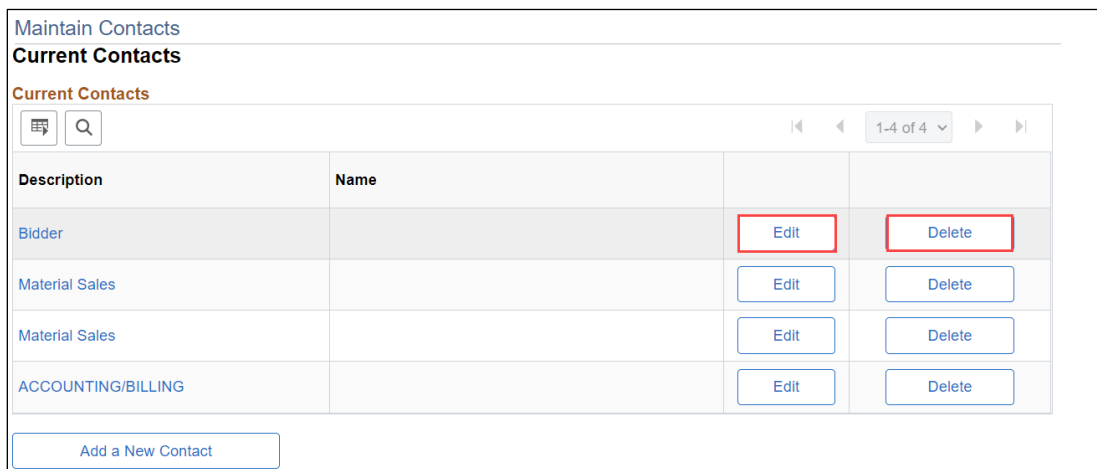 Maintain Contacts
Current Contacts
Current Contacts
1-4 of 4
Description Name
Bidder Edit Delete
Material Sales Edit Delete
Material Sales Edit Delete
ACCOUNTING/BILLING Edit Delete
Add a New Contact